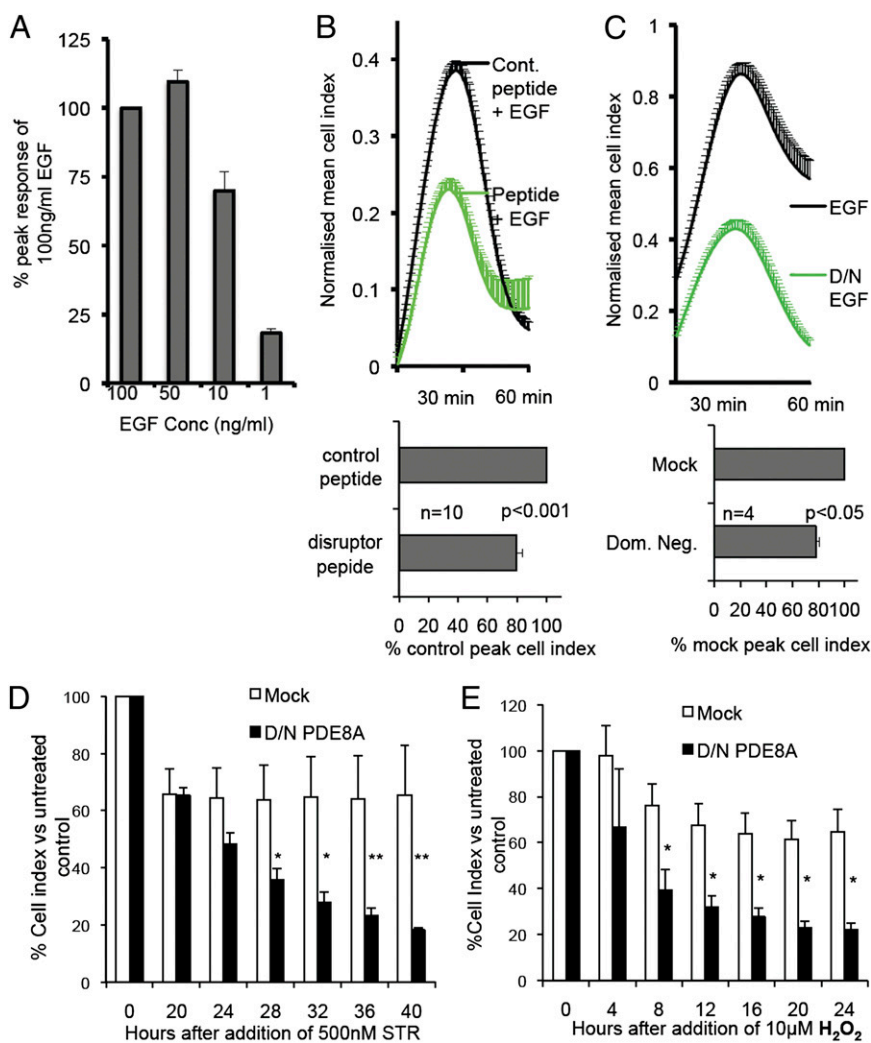 A
125
100
75
50
25
0
% peak response of
100ng/ml EGF
100 50 10 1
EGF Conc (ng/ml)
B
0.4
0.3
0.2
0.1
0
Normalised mean cell index
Cont.
peptide
+ EGF
Peptide
+ EGF
30 min 60 min
control
peptide
n=10 p<0.001
disruptor
pepide
0 20 40 60 80 100
% control peak cell index
C
1
0.8
0.6
0.4
0.2
0
Normalised mean cell index
EGF
D/N
EGF
30 min 60 min
Mock
n=4 p<0.05
Dom. Neg.
0 20 40 60 80 100
% mock peak cell index
D
100
80
60
40
20
0
% Cell index vs untreated
control
Mock
D/N PDE8A
* * ** **
0 20 24 28 32 36 40
Hours after addition of 500nM STR
E
120
100
80
60
40
20
0
%Cell Index vs untreated
control
Mock
D/N PDE8A
* * * * *
0 4 8 12 16 20 24
Hours after addition of 10µM H₂O₂